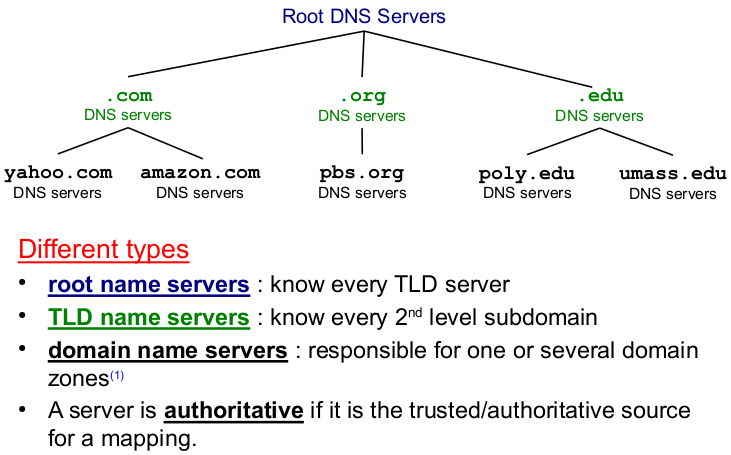 Root DNS Servers
.com .org .edu
DNS servers DNS servers DNS servers
yahoo.com amazon.com pbs.org poly.edu umass.edu
DNS servers DNS servers DNS servers DNS servers DNS servers
Different types
• root name servers : know every TLD server
• TLD name servers : know every 2nd level subdomain
• domain name servers : responsible for one or several domain
zones(1)
• A server is authoritative if it is the trusted/authoritative source
for a mapping.